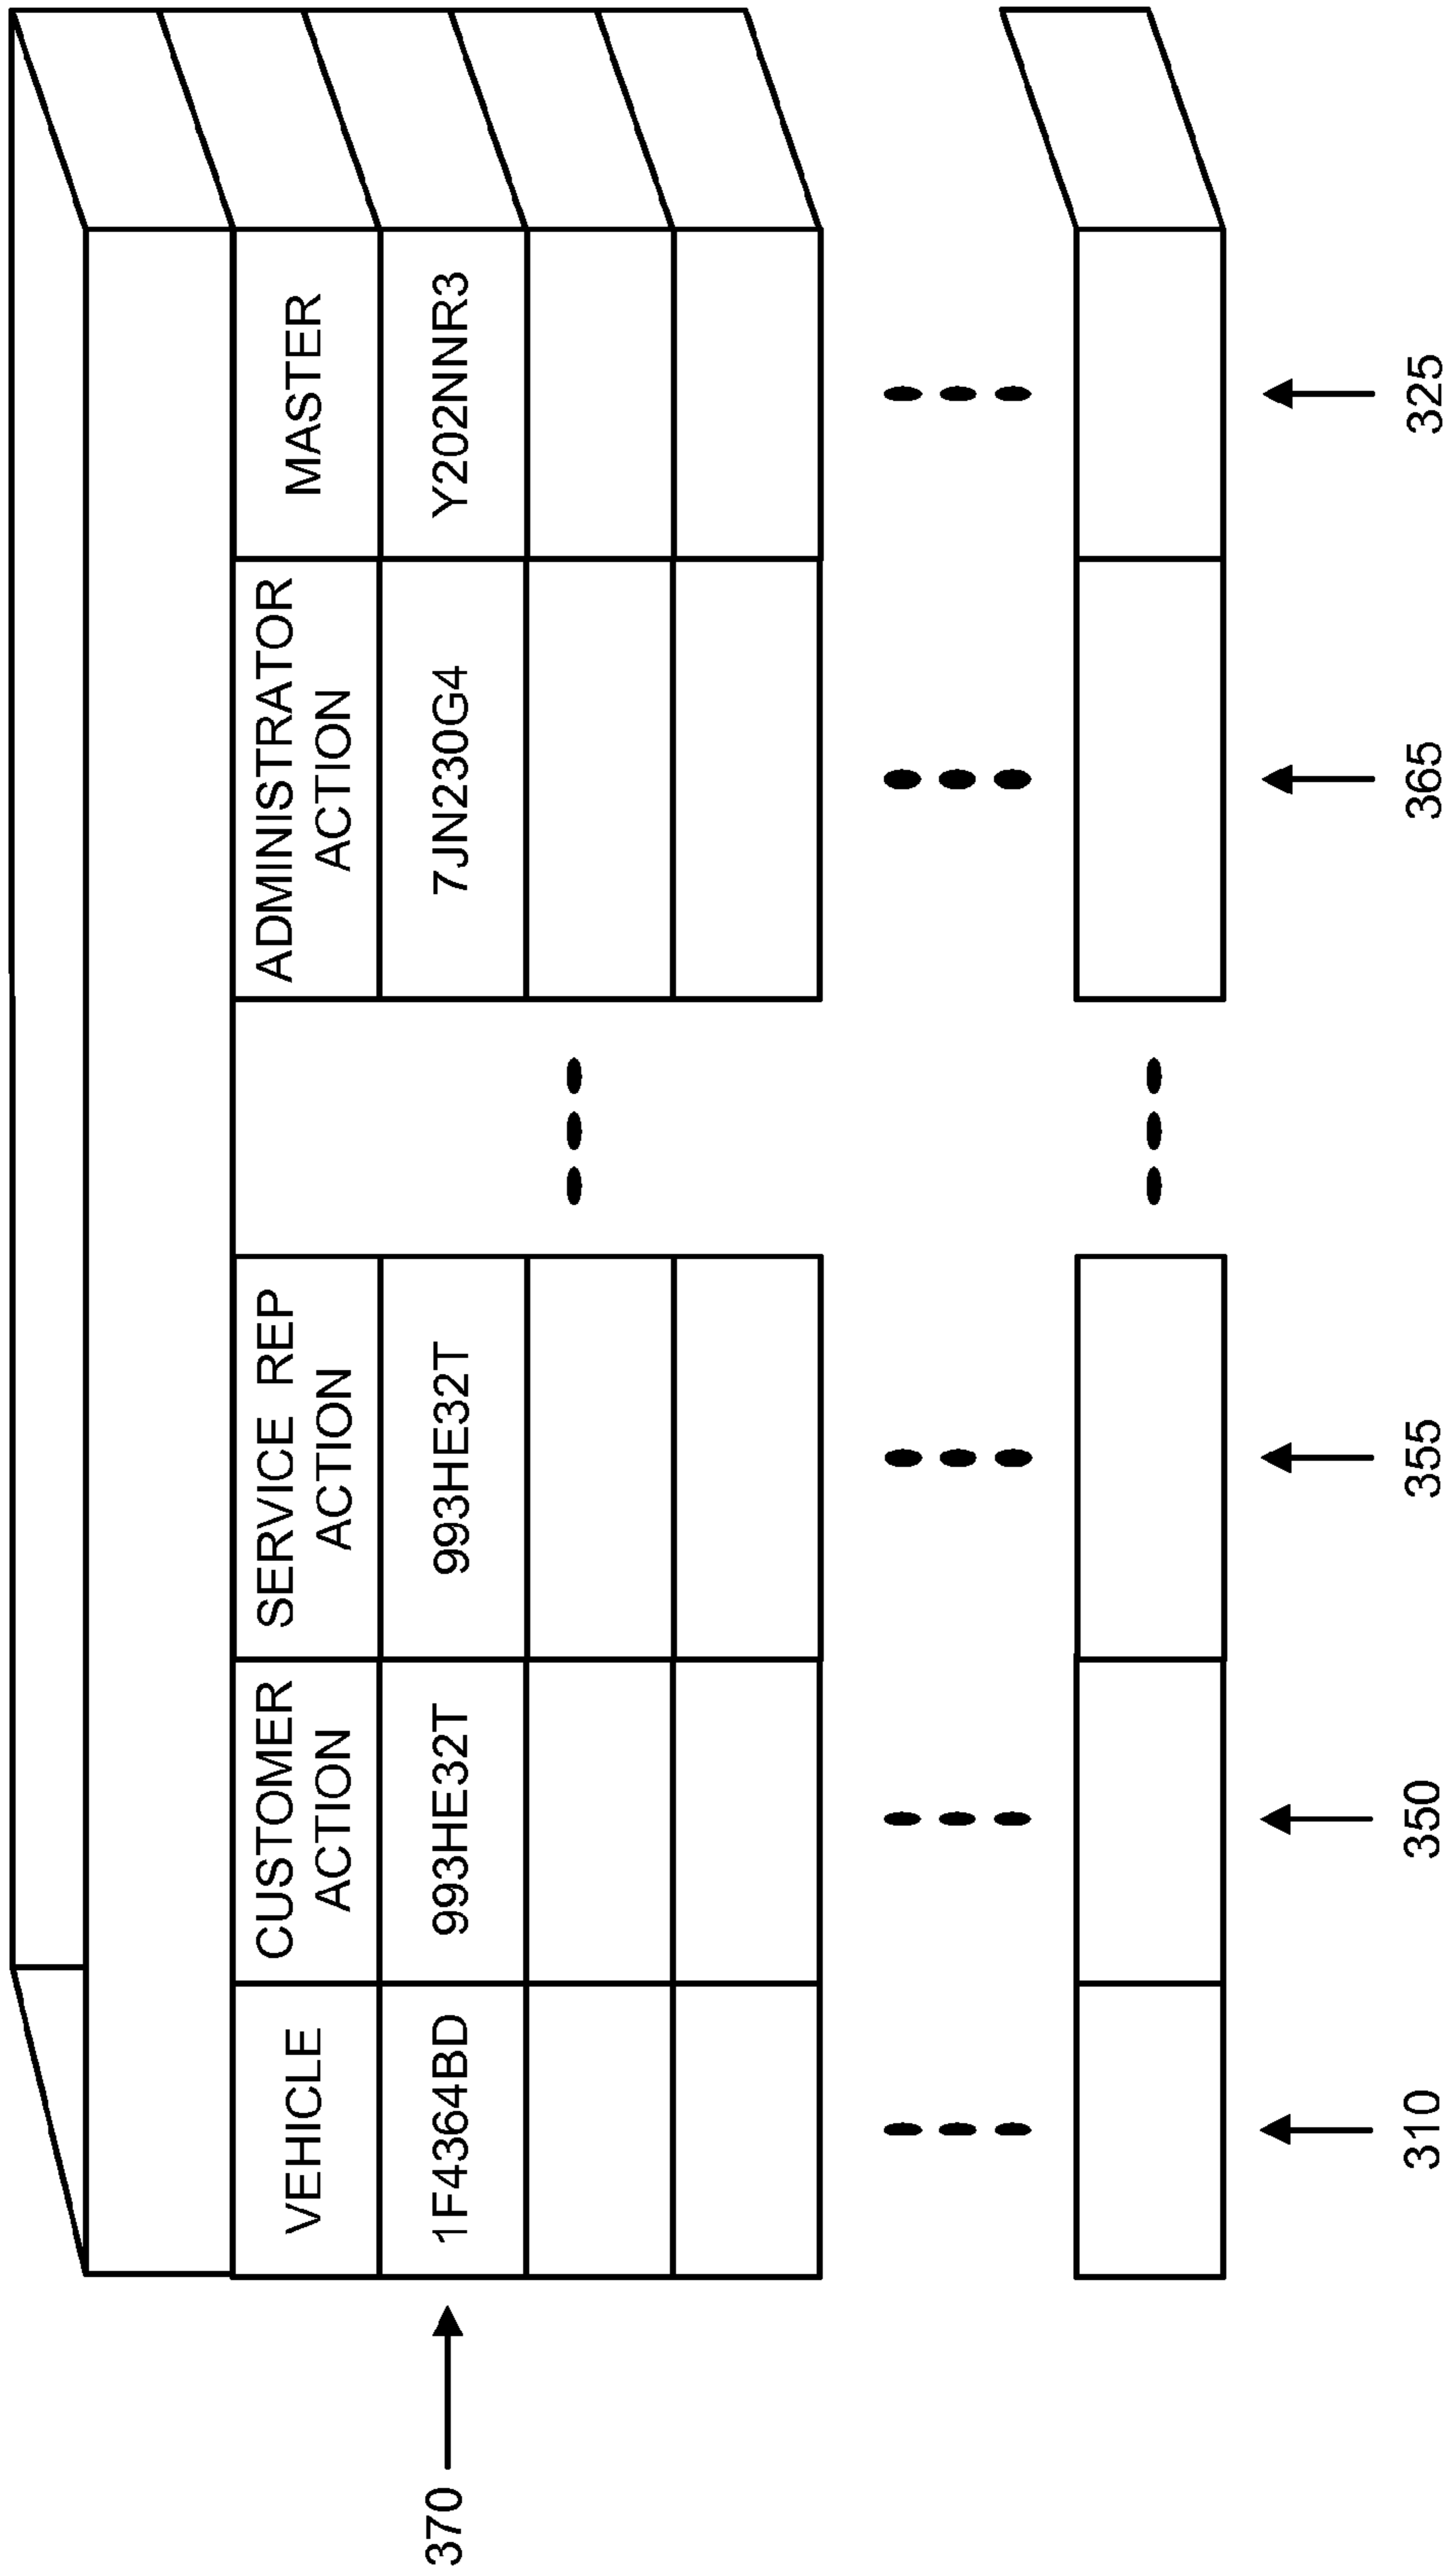 VEHICLE
CUSTOMER
ACTION
SERVICE REP
ACTION
ADMINISTRATOR
ACTION
MASTER
370
1F4364BD
993HE32T
993HE32T
7JN230G4
Y202NNR3
310
350
355
365
325